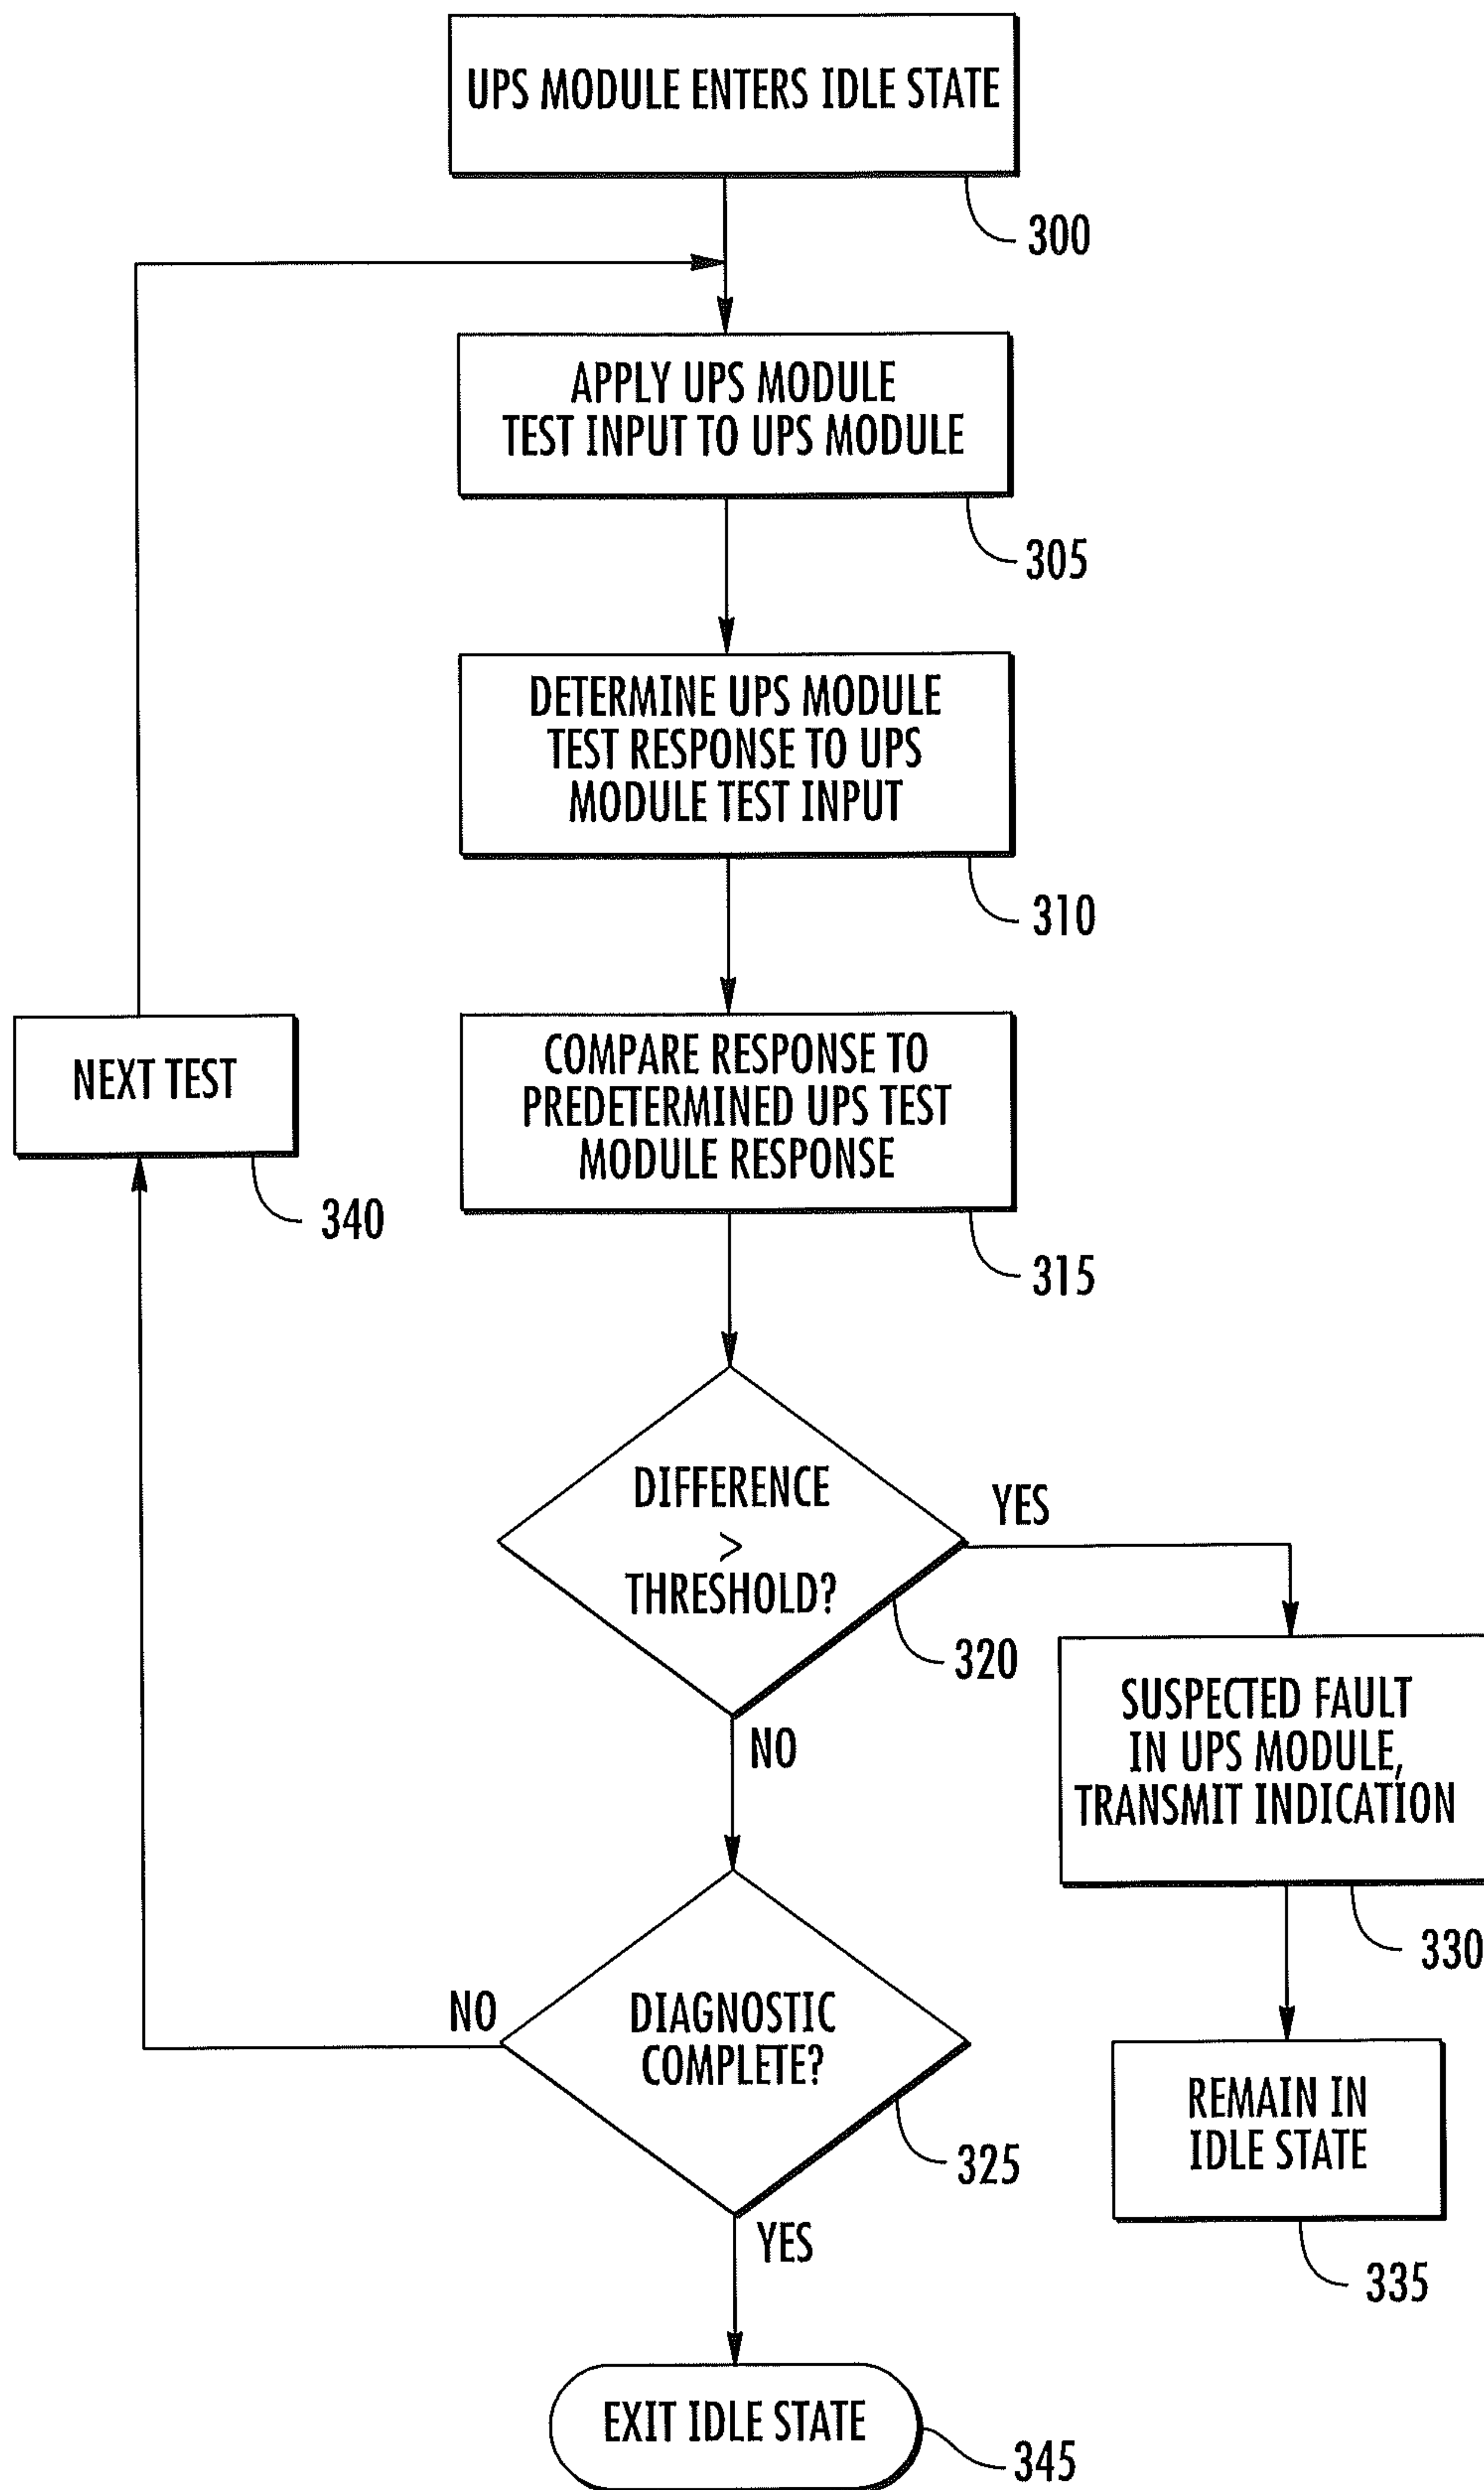 UPS MODULE ENTERS IDLE STATE
300
APPLY UPS MODULE
TEST INPUT TO UPS MODULE
305
DETERMINE UPS MODULE
TEST RESPONSE TO UPS
MODULE TEST INPUT
310
COMPARE RESPONSE TO
PREDETERMINED UPS TEST
MODULE RESPONSE
315
NEXT TEST
340
DIFFERENCE
>
THRESHOLD?
320
YES
NO
SUSPECTED FAULT
IN UPS MODULE,
TRANSMIT INDICATION
330
REMAIN IN
IDLE STATE
335
DIAGNOSTIC
COMPLETE?
325
NO
YES
EXIT IDLE STATE
345